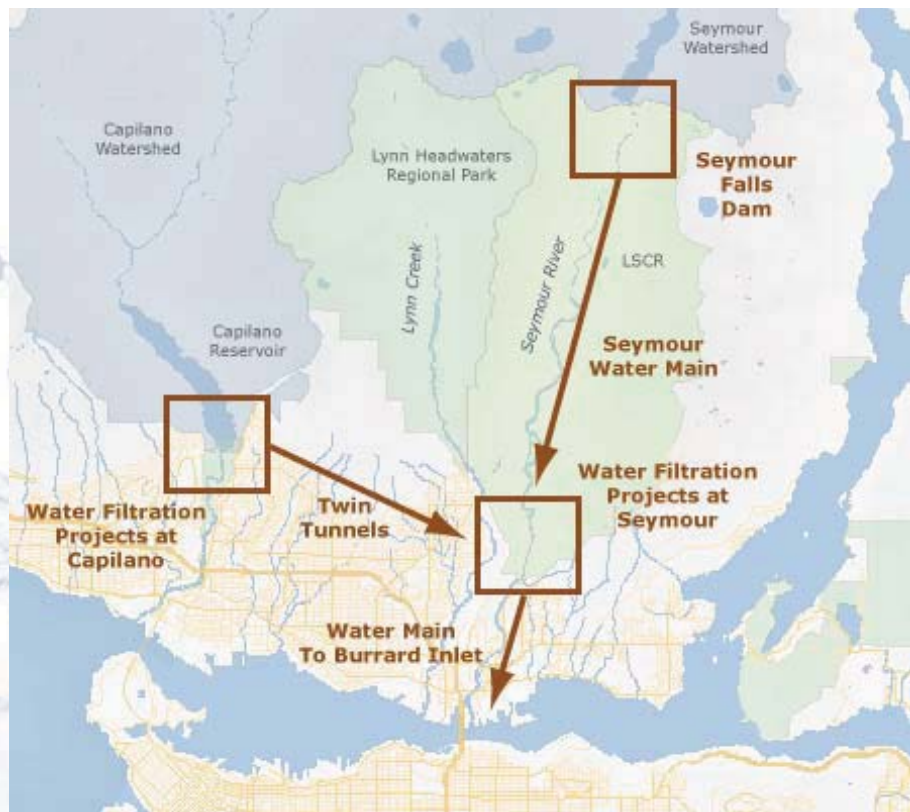 Seymour
Watershed
Capilano
Watershed
Lynn Headwaters
Regional Park
Seymour
Falls
Dam
Seymour River
LSCR
Lynn Creek
Capilano
Reservoir
Seymour
Water Main
Water Filtration
Projects at
Seymour
Twin
Tunnels
Water Filtration
Projects at
Capilano
Water Main
To Burrard Inlet